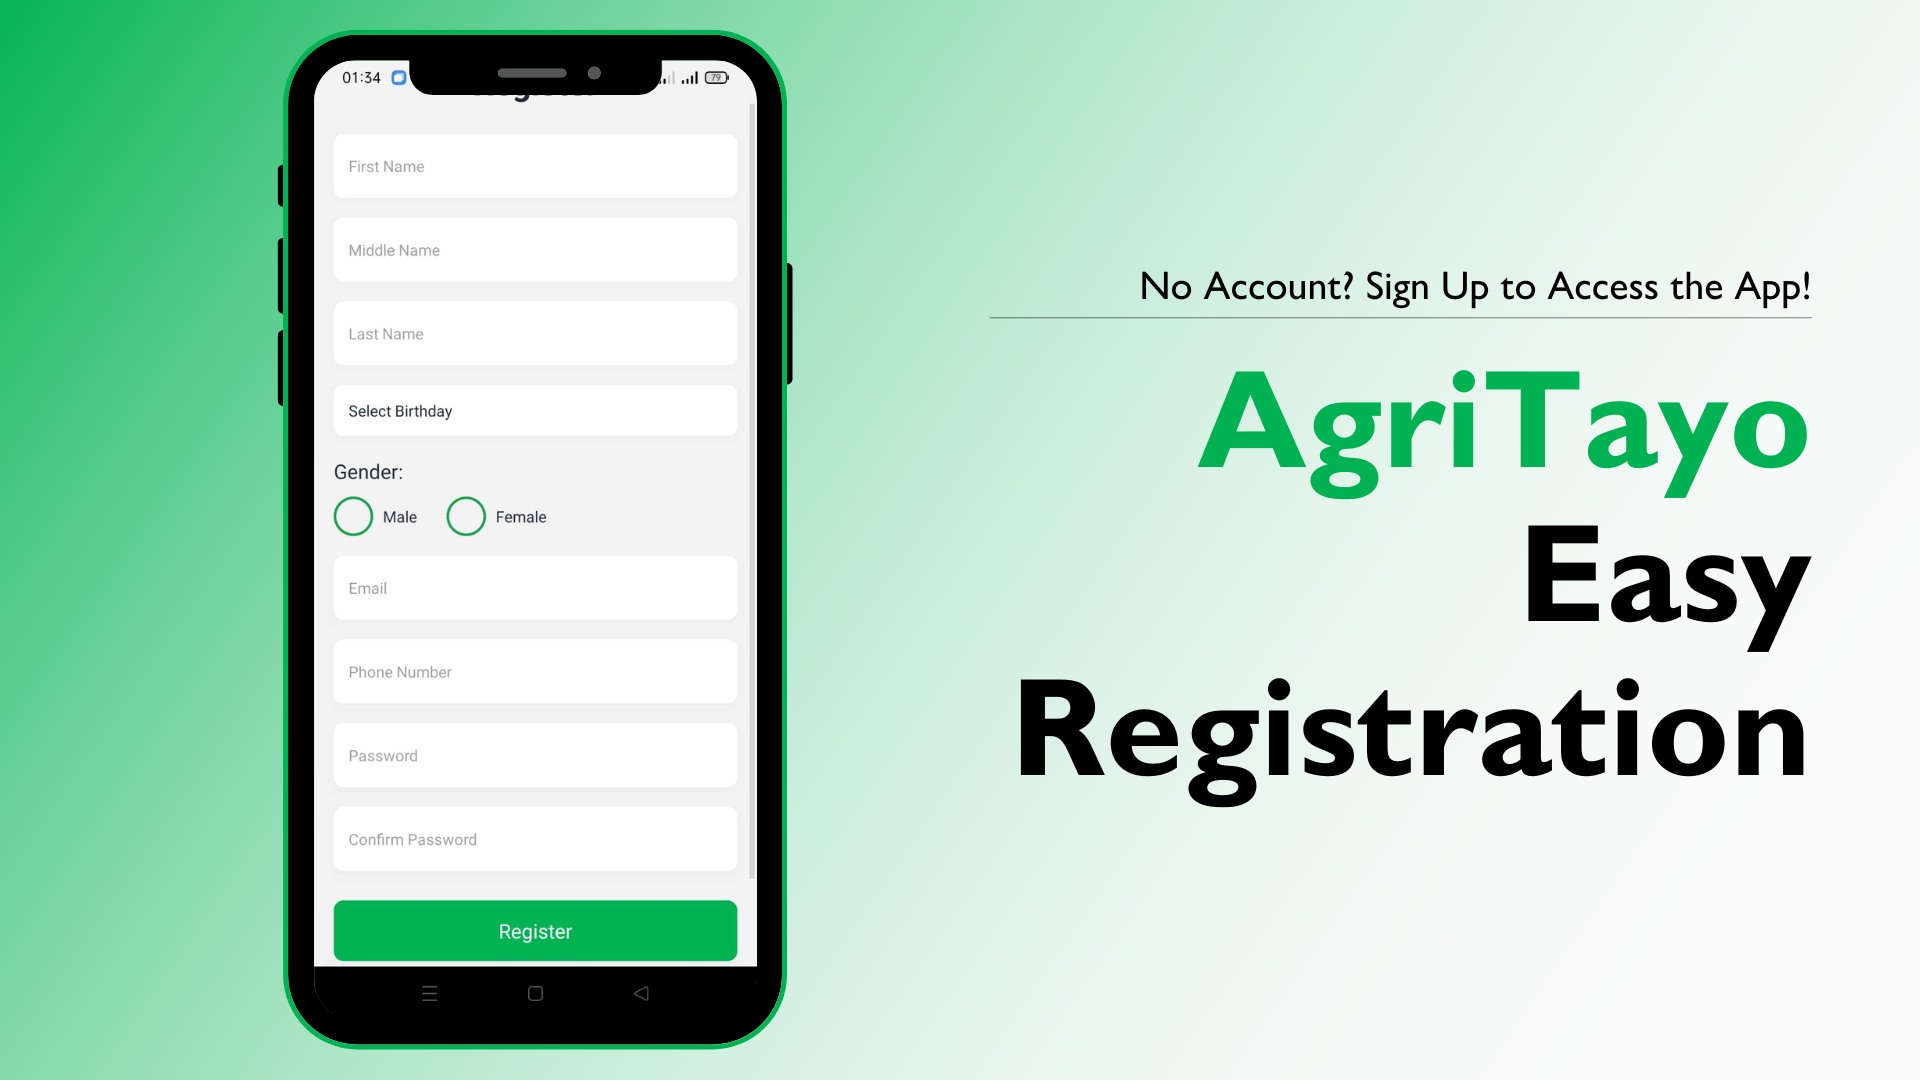 01:34
79
First Name
Middle Name
Last Name
Select Birthday
Gender:
Male
Female
Email
Phone Number
Password
Confirm Password
Register
No Account? Sign Up to Access the App!
AgriTayo
Easy
Registration